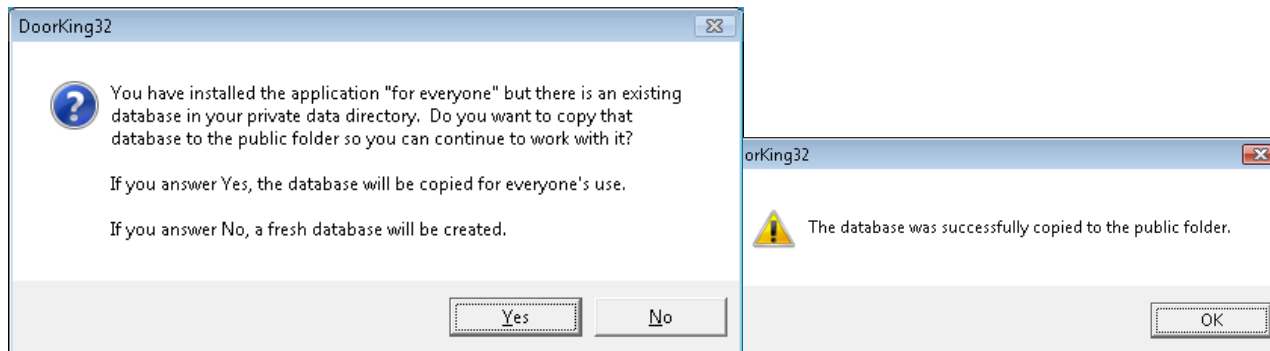 DoorKing32
You have installed the application "for everyone" but there is an existing
database in your private data directory.  Do you want to copy that
database to the public folder so you can continue to work with it?
If you answer Yes, the database will be copied for everyone's use.
If you answer No, a fresh database will be created.
Yes
No
orKing32
The database was successfully copied to the public folder.
OK